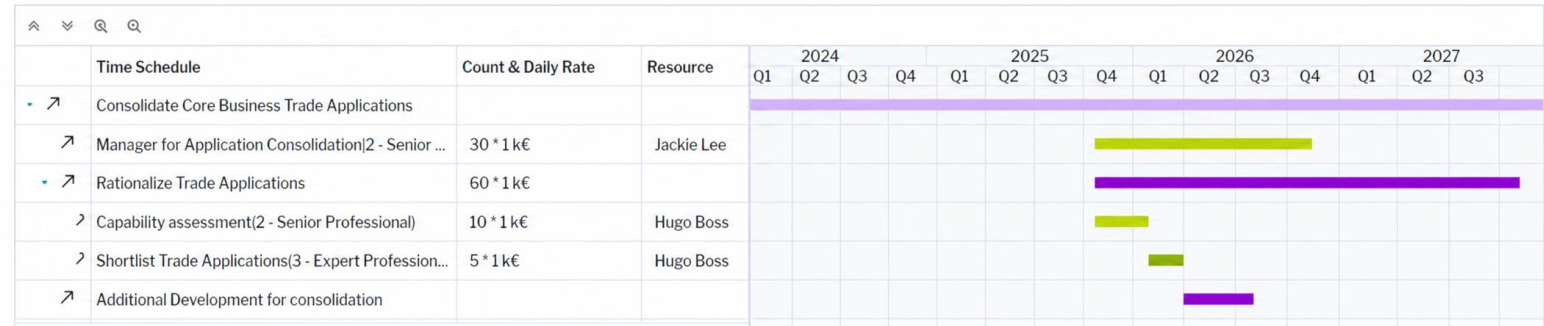 2024 2025 2026 2027
Time Schedule Count & Daily Rate Resource
Q1 Q2 Q3 Q4 Q1 Q2 Q3 Q4 Q1 Q2 Q3 Q4 Q1 Q2 Q3
Consolidate Core Business Trade Applications
Manager for Application Consolidation|2 - Senior ... 30 * 1 k€ Jackie Lee
Rationalize Trade Applications 60 * 1 k€
Capability assessment(2 - Senior Professional) 10 * 1 k€ Hugo Boss
Shortlist Trade Applications(3 - Expert Profession... 5 * 1 k€ Hugo Boss
Additional Development for consolidation